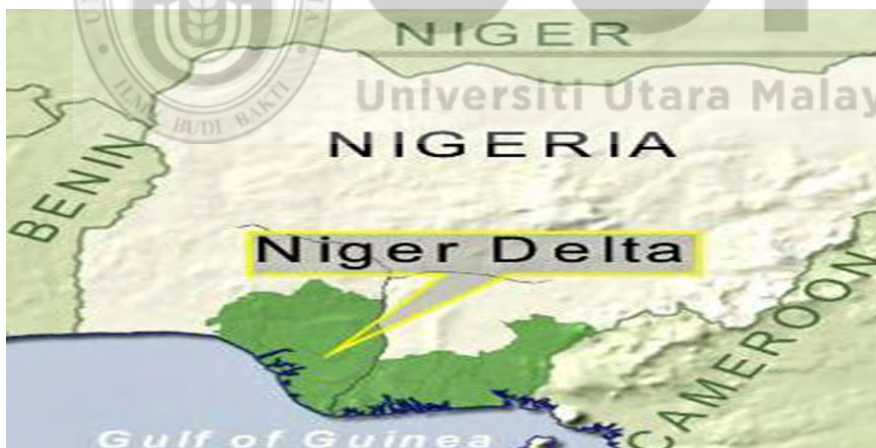 NIGER
Universiti Utara Malay
BUDI BAKTI
NIGERIA
BENIN
Niger Delta
CAMEROON
Gulf of Guinea